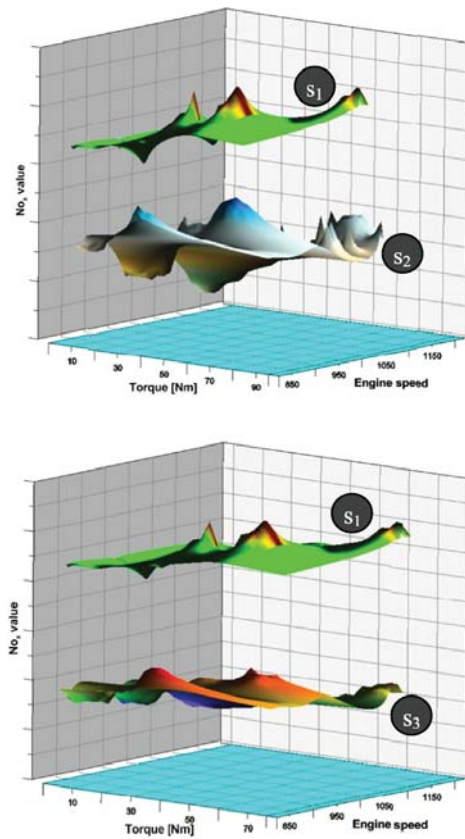 S1
S2
Nox value
10 30 50 70 90 850 950 1050 1150
Torque [Nm] Engine speed
S1
S3
Nox value
10 30 40 50 70 850 950 1050 1150
Torque [Nm] Engine speed